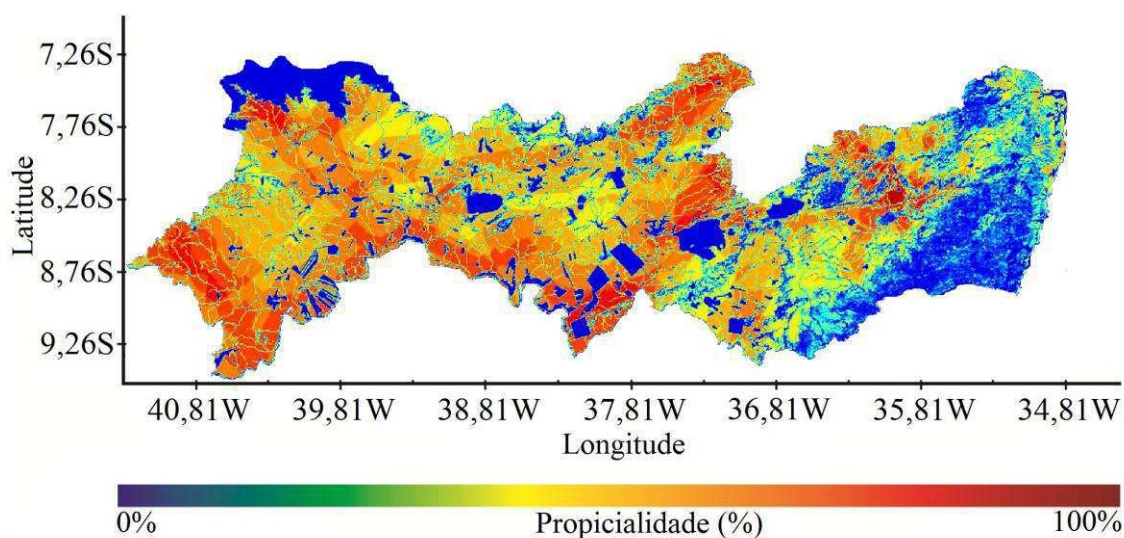 7,26S
7,76S
8,26S
8,76S
9,26S
Latitude
40,81W 39,81W 38,81W 37,81W 36,81W 35,81W 34,81W
Longitude
0% Propicialidade (%) 100%